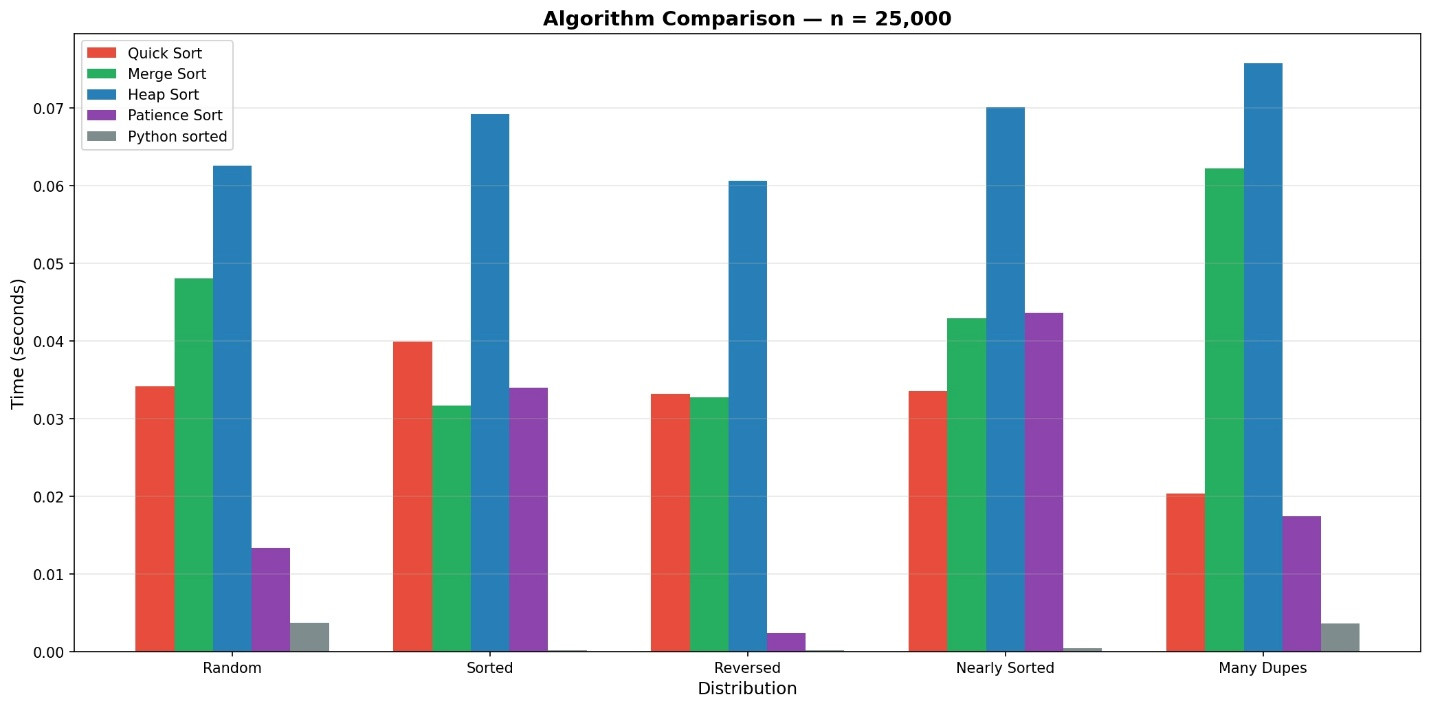 Algorithm Comparison — n = 25,000
Quick Sort
Merge Sort
Heap Sort
Patience Sort
Python sorted
Time (seconds)
0.07
0.06
0.05
0.04
0.03
0.02
0.01
0.00
Random Sorted Reversed Nearly Sorted Many Dupes
Distribution